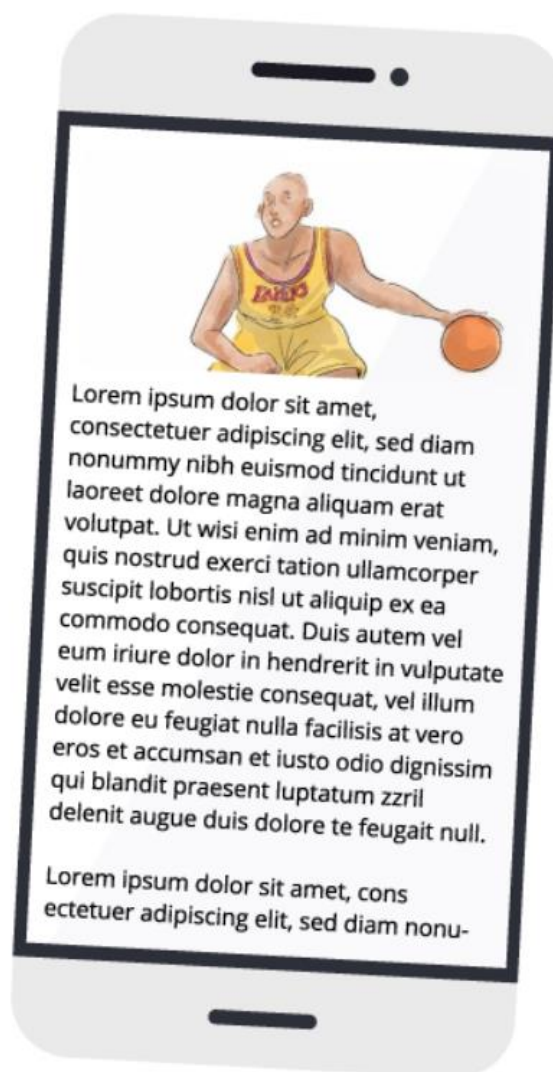 LAKERS
Lorem ipsum dolor sit amet,
consectetuer adipiscing elit, sed diam
nonummy nibh euismod tincidunt ut
laoreet dolore magna aliquam erat
volutpat. Ut wisi enim ad minim veniam,
quis nostrud exerci tation ullamcorper
suscipit lobortis nisl ut aliquip ex ea
commodo consequat. Duis autem vel
eum iriure dolor in hendrerit in vulputate
velit esse molestie consequat, vel illum
dolore eu feugiat nulla facilisis at vero
eros et accumsan et iusto odio dignissim
qui blandit praesent luptatum zzril
delenit augue duis dolore te feugait null.
Lorem ipsum dolor sit amet, cons
ectetuer adipiscing elit, sed diam nonu-